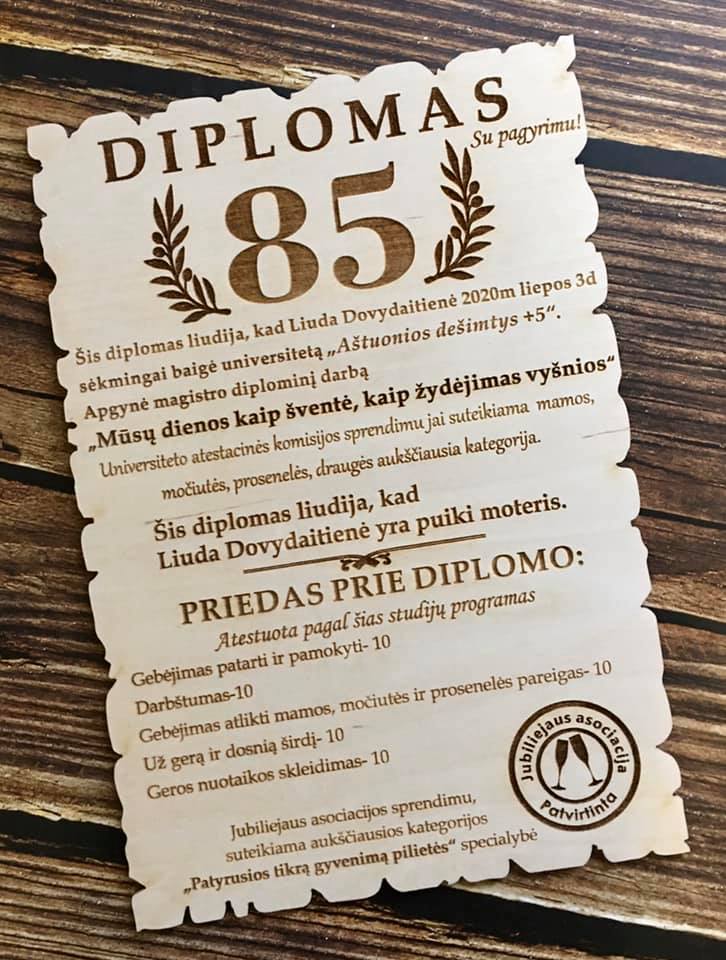 DIPLOMAS
Su pagyrimu!
85
Šis diplomas liudija, kad Liuda Dovydaitienė 2020m liepos 3d
sėkmingai baigė universitetą „Aštuonios dešimtys +5“.
Apgynė magistro diplominį darbą
„Mūsų dienos kaip šventė, kaip žydėjimas vyšnios“
Universiteto atestacinės komisijos sprendimu jai suteikiama mamos,
močiutės, prosenelės, draugės aukščiausia kategorija.
Šis diplomas liudija, kad
Liuda Dovydaitienė yra puiki moteris.
PRIEDAS PRIE DIPLOMO:
Atestuota pagal šias studijų programas
Gebėjimas patarti ir pamokyti- 10
Darbštumas-10
Gebėjimas atlikti mamos, močiutės ir prosenelės pareigas- 10
Už gerą ir dosnią širdį- 10
Geros nuotaikos skleidimas- 10
Jubiliejaus asociacija
Patvirtinta
Jubiliejaus asociacijos sprendimu,
suteikiama aukščiausios kategorijos
„Patyrusios tikrą gyvenimą pilietės“ specialybė